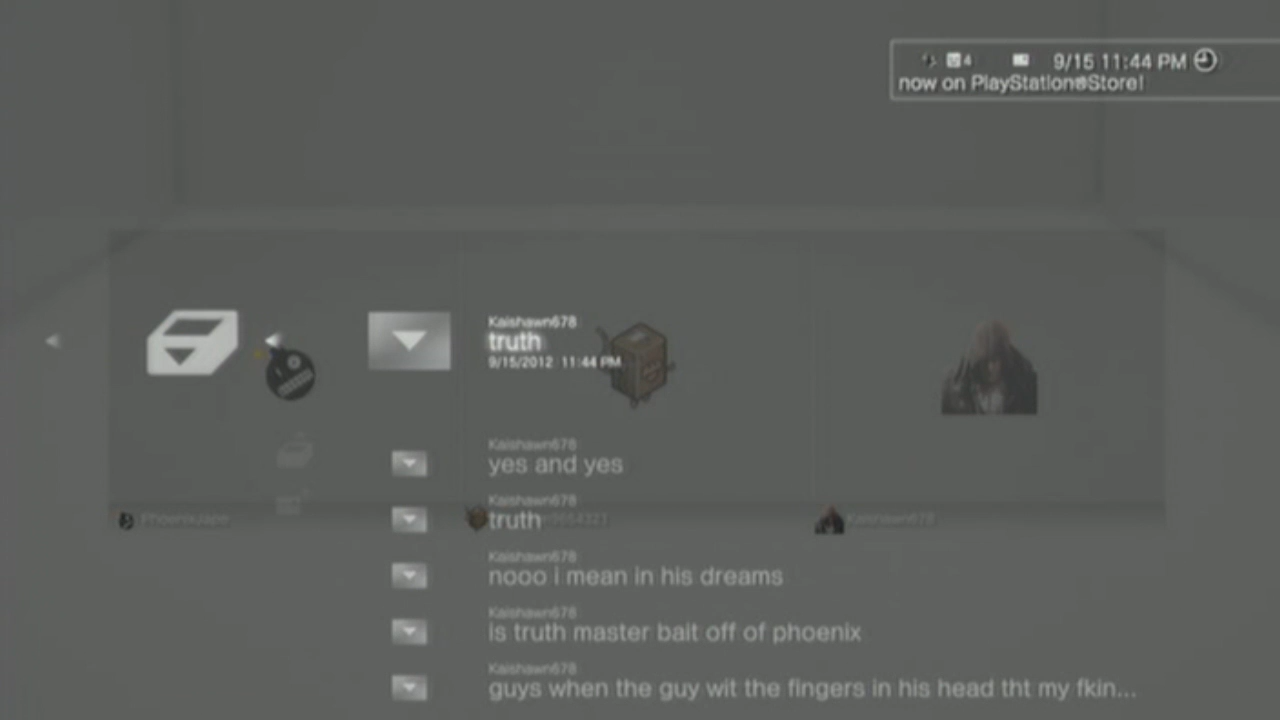 4 9/15 11:44 PM
now on PlayStation®Store!
Kaishawn678
truth
9/15/2012 11:44 PM
Kaishawn678
yes and yes
Kaishawn678
truth
Kaishawn678
Kaishawn678
nooo i mean in his dreams
Kaishawn678
is truth master bait off of phoenix
Kaishawn678
guys when the guy wit the fingers in his head tht my fkin...